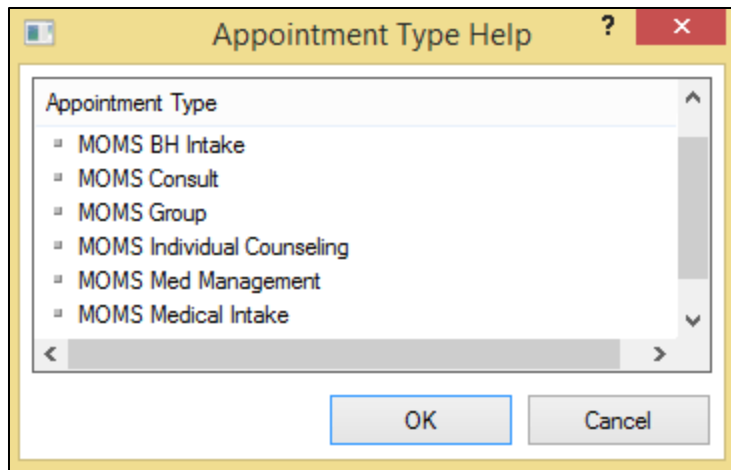 Appointment Type Help
?
Appointment Type
MOMS BH Intake
MOMS Consult
MOMS Group
MOMS Individual Counseling
MOMS Med Management
MOMS Medical Intake
OK Cancel